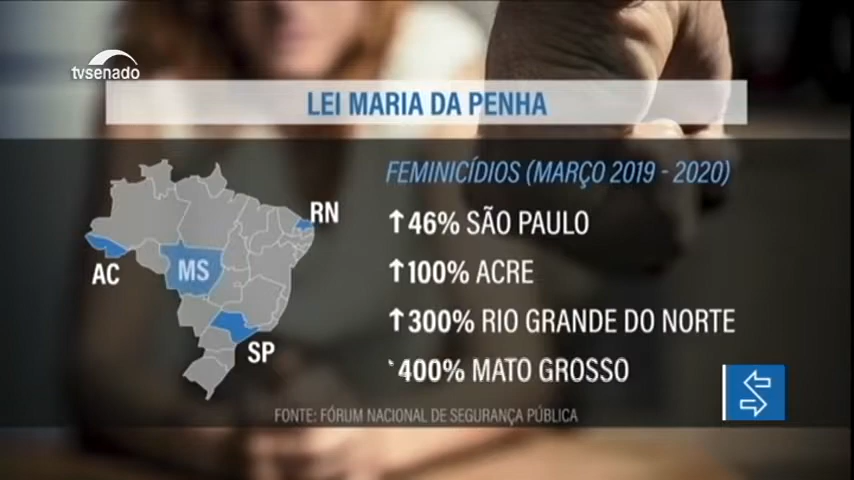 tvsenado
LEI MARIA DA PENHA
FEMINICÍDIOS (MARÇO 2019 - 2020)
RN
↑46% SÃO PAULO
AC
MS
↑100% ACRE
↑300% RIO GRANDE DO NORTE
SP
400% MATO GROSSO
FONTE: FÓRUM NACIONAL DE SEGURANÇA PÚBLICA